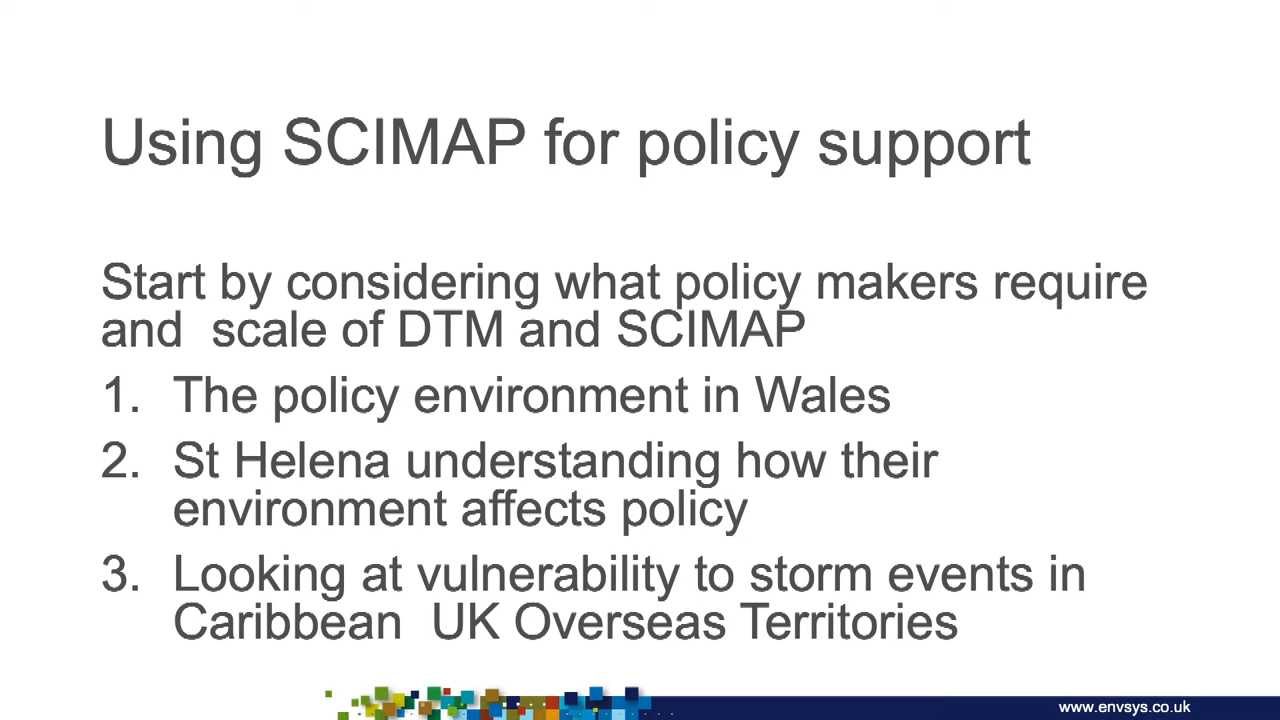 Using SCIMAP for policy support
Start by considering what policy makers require
and  scale of DTM and SCIMAP
1. The policy environment in Wales
2. St Helena understanding how their
environment affects policy
3. Looking at vulnerability to storm events in
Caribbean  UK Overseas Territories
www.envsys.co.uk